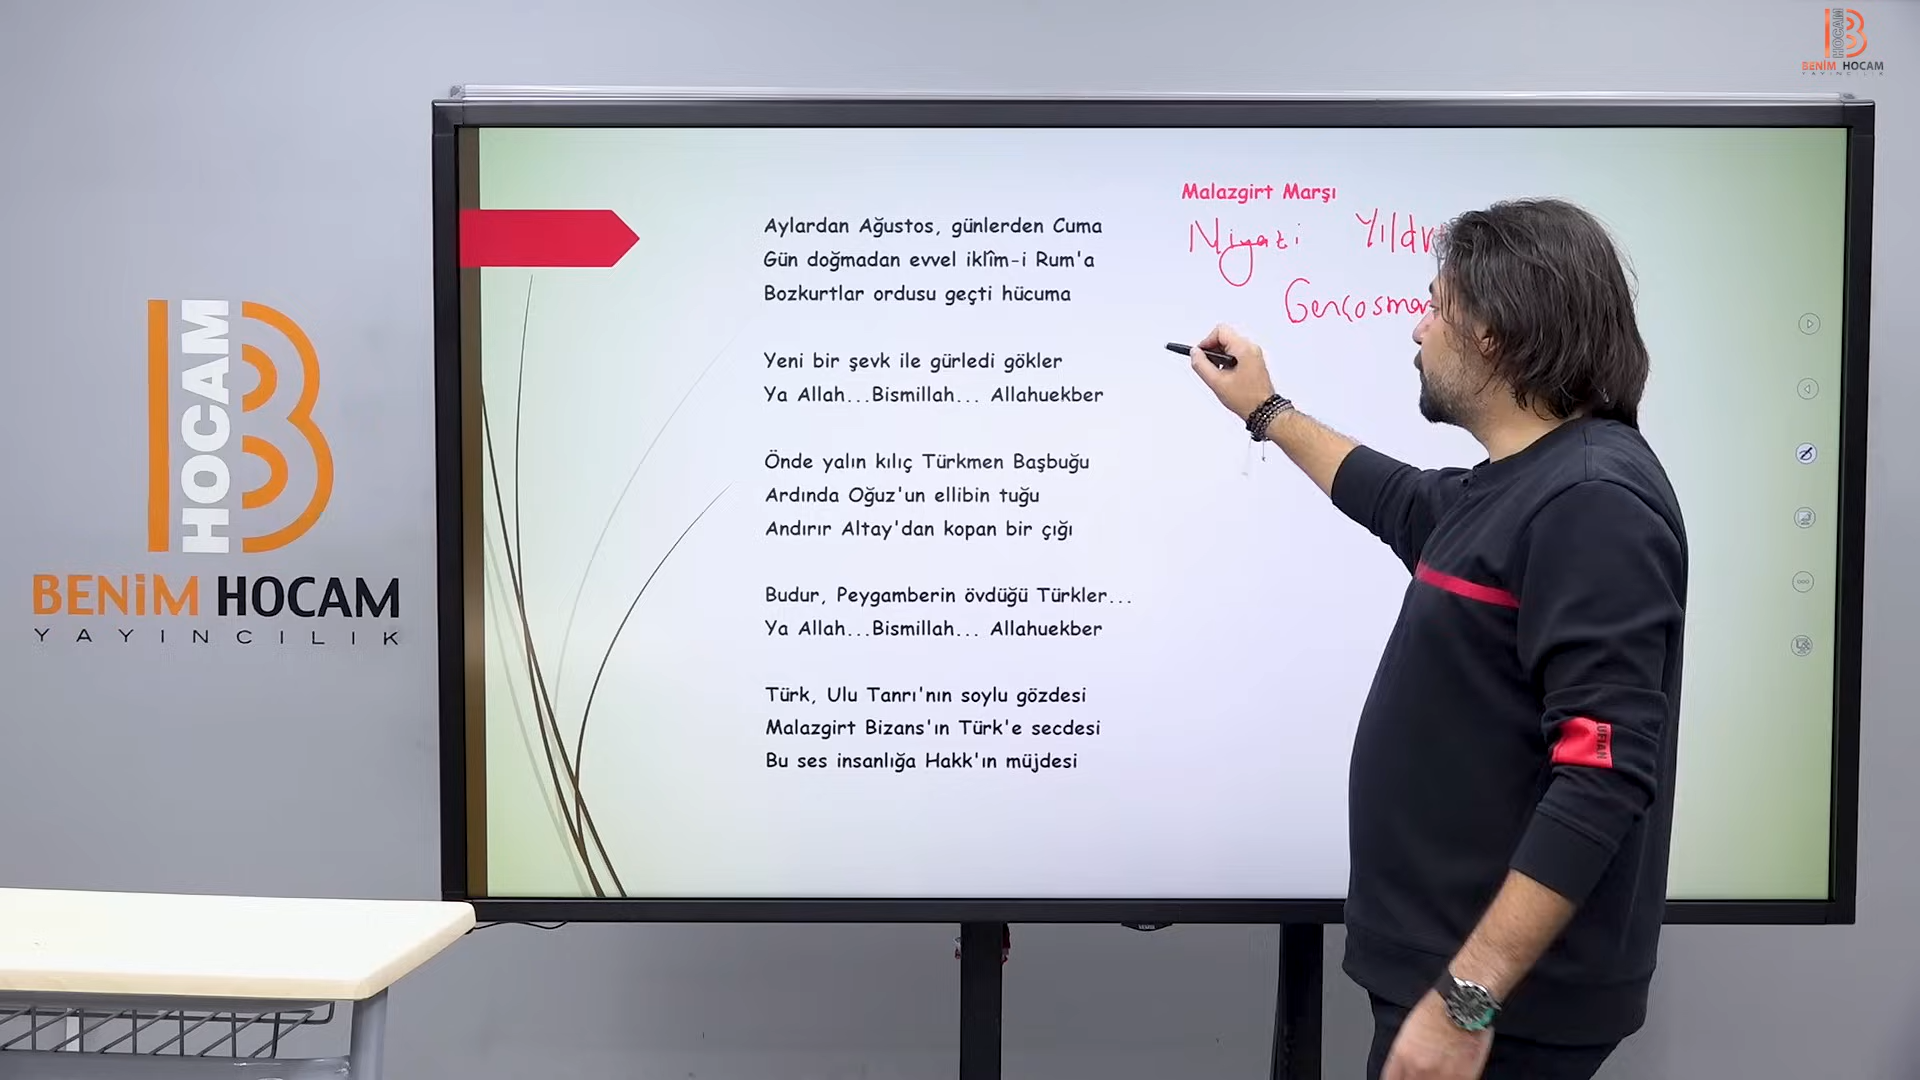 BENİM HOCAM
YAYINCILIK
HOCAM
BENİM HOCAM
YAYINCILIK
Malazgirt Marşı
Niyazi
Aylardan Ağustos, günlerden Cuma
Gün doğmadan evvel iklîm-i Rum'a
Bozkurtlar ordusu geçti hücuma
Yeni bir şevk ile gürledi gökler
Ya Allah...Bismillah... Allahuekber
Önde yalın kılıç Türkmen Başbuğu
Ardında Oğuz'un ellibin tuğu
Andırır Altay'dan kopan bir çığı
Budur, Peygamberin övdüğü Türkler...
Ya Allah...Bismillah... Allahuekber
Türk, Ulu Tanrı'nın soylu gözdesi
Malazgirt Bizans'ın Türk'e secdesi
Bu ses insanlığa Hakk'ın müjdesi